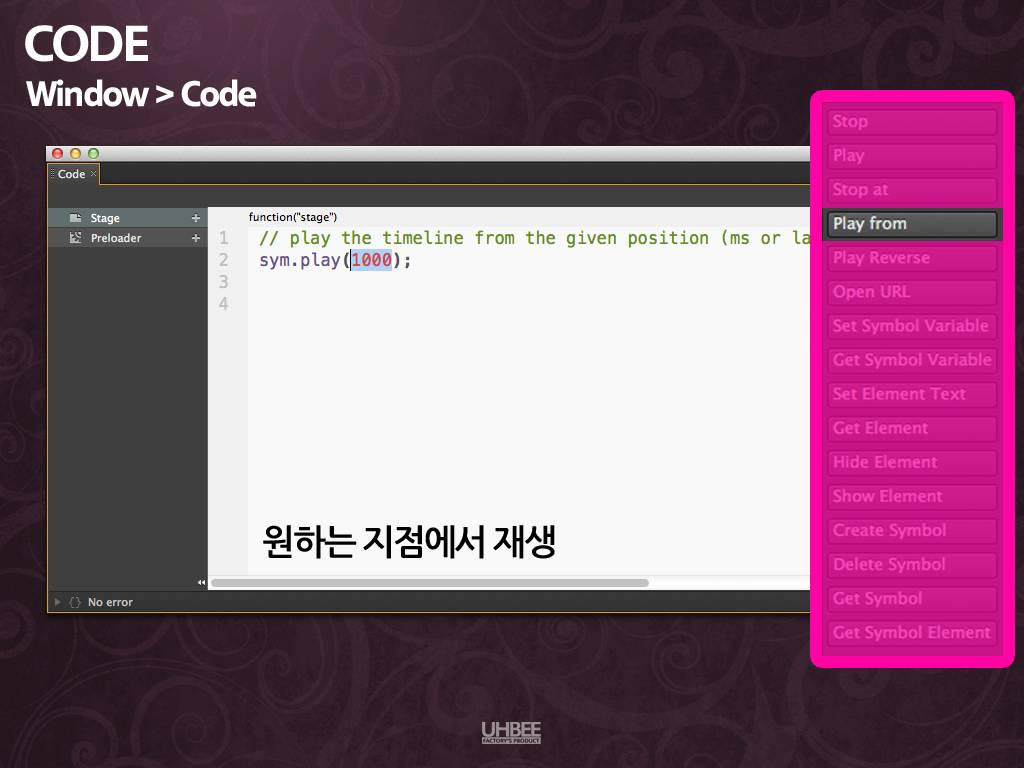 CODE
Window > Code
Code
Stage
Preloader
function("stage")
1 // play the timeline from the given position (ms or la
2 sym.play(1000);
3
4
원하는 지점에서 재생
{} No error
Stop
Play
Stop at
Play from
Play Reverse
Open URL
Set Symbol Variable
Get Symbol Variable
Set Element Text
Get Element
Hide Element
Show Element
Create Symbol
Delete Symbol
Get Symbol
Get Symbol Element
UHBEE
FACTORY'S PRODUCT